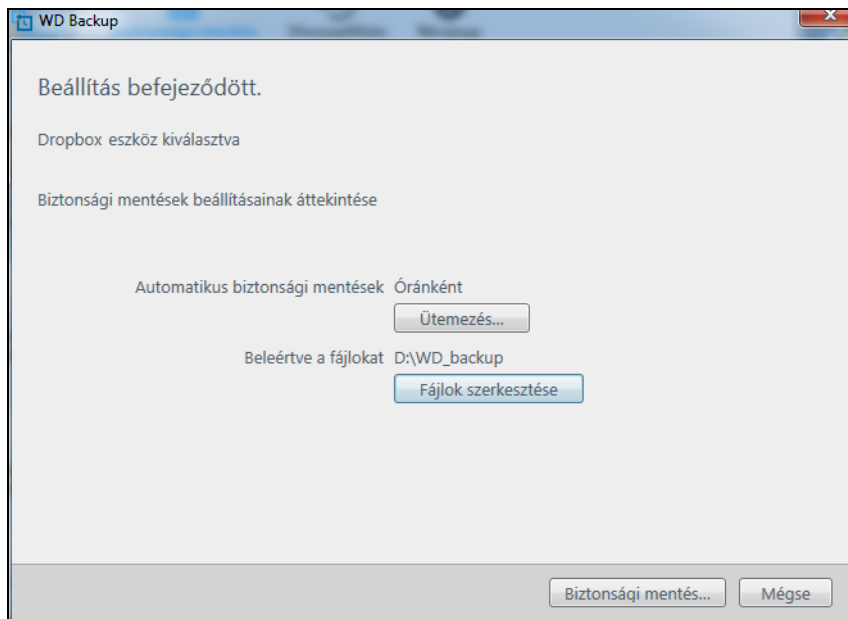 WD Backup
Beállítás befejeződött.
Dropbox eszköz kiválasztva
Biztonsági mentések beállításainak áttekintése
Automatikus biztonsági mentések Óránként
Ütemezés...
Beleértve a fájlokat D:\WD_backup
Fájlok szerkesztése
Biztonsági mentés... Mégse